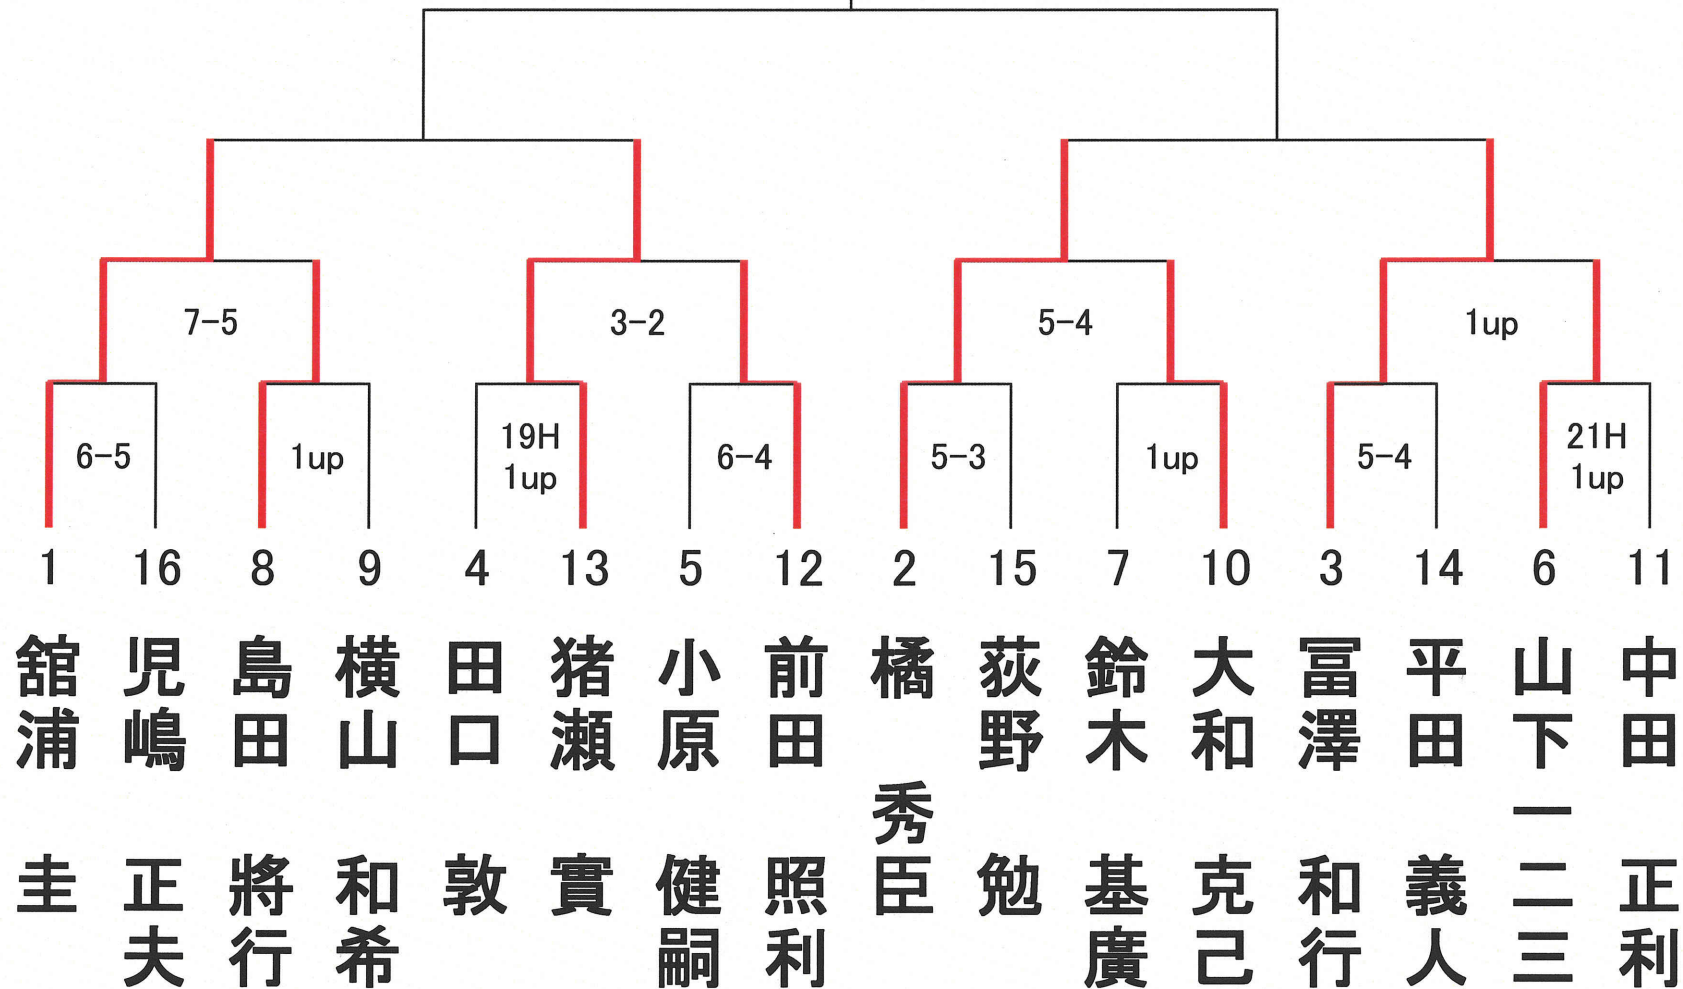 7-5
3-2
5-4
1up
6-5
1up
19H
1up
6-4
5-3
1up
5-4
21H
1up
1
16
8
9
4
13
5
12
2
15
7
10
3
14
6
11
舘浦 圭
児嶋 正夫
島田 將行
横山 和希
田口 敦
猪瀬 實
小原 健嗣
前田 照利
橘 秀臣
荻野 勉
鈴木 基廣
大和 克己
冨澤 和行
平田 義人
山下一二三
中田 正利